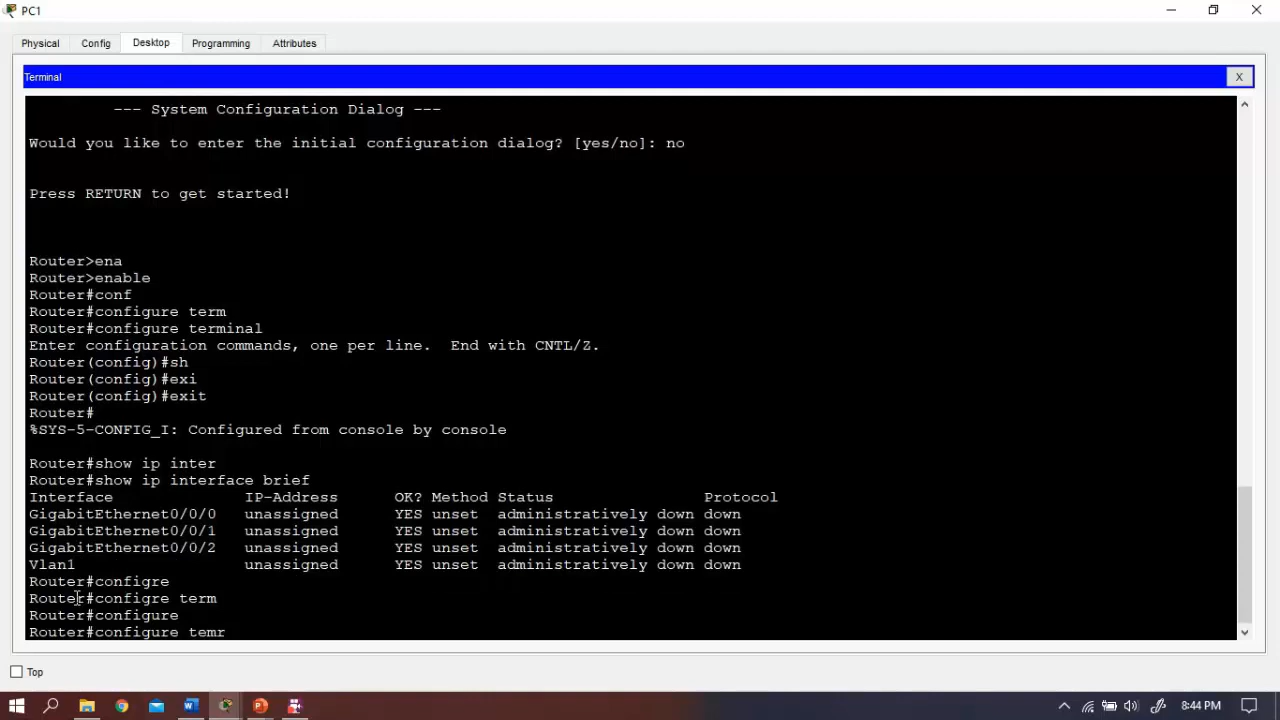 PC1
Physical Config Desktop Programming Attributes
Terminal X
--- System Configuration Dialog ---
Would you like to enter the initial configuration dialog? [yes/no]: no
Press RETURN to get started!
Router>ena
Router>enable
Router#conf
Router#configure term
Router#configure terminal
Enter configuration commands, one per line.  End with CNTL/Z.
Router(config)#sh
Router(config)#exi
Router(config)#exit
Router#
%SYS-5-CONFIG_I: Configured from console by console
Router#show ip inter
Router#show ip interface brief
Interface IP-Address OK? Method Status Protocol
GigabitEthernet0/0/0 unassigned YES unset administratively down down
GigabitEthernet0/0/1 unassigned YES unset administratively down down
GigabitEthernet0/0/2 unassigned YES unset administratively down down
Vlan1 unassigned YES unset administratively down down
Router#configre
Router#configre term
Router#configure
Router#configure temr
Top
8:44 PM